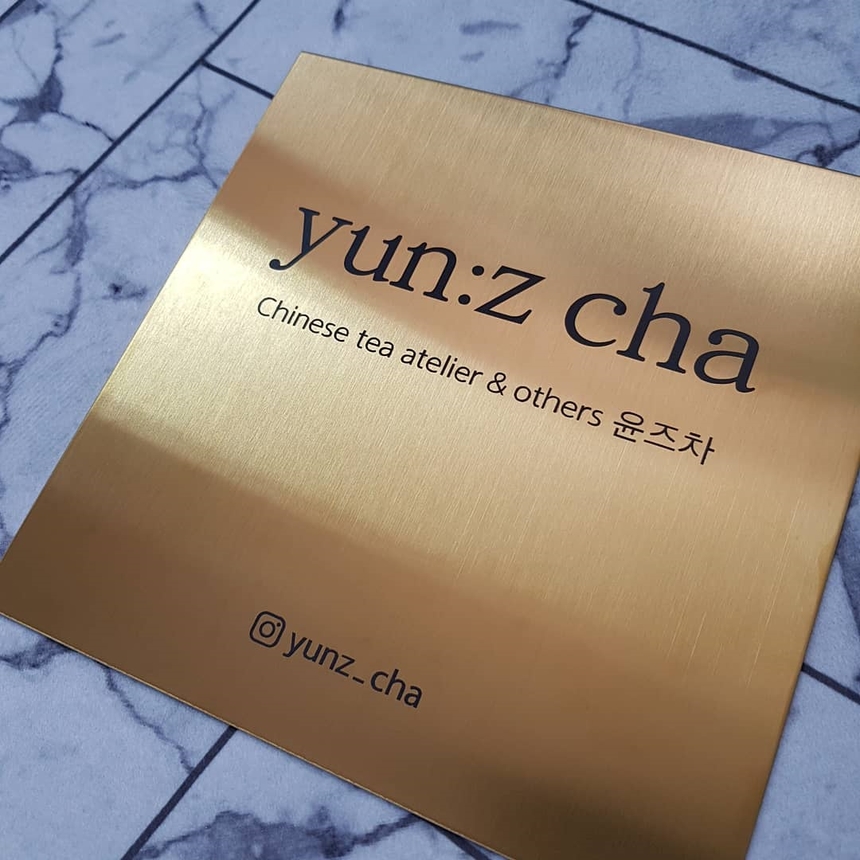 yun:z cha
Chinese tea atelier & others 윤즈차
yunz_cha